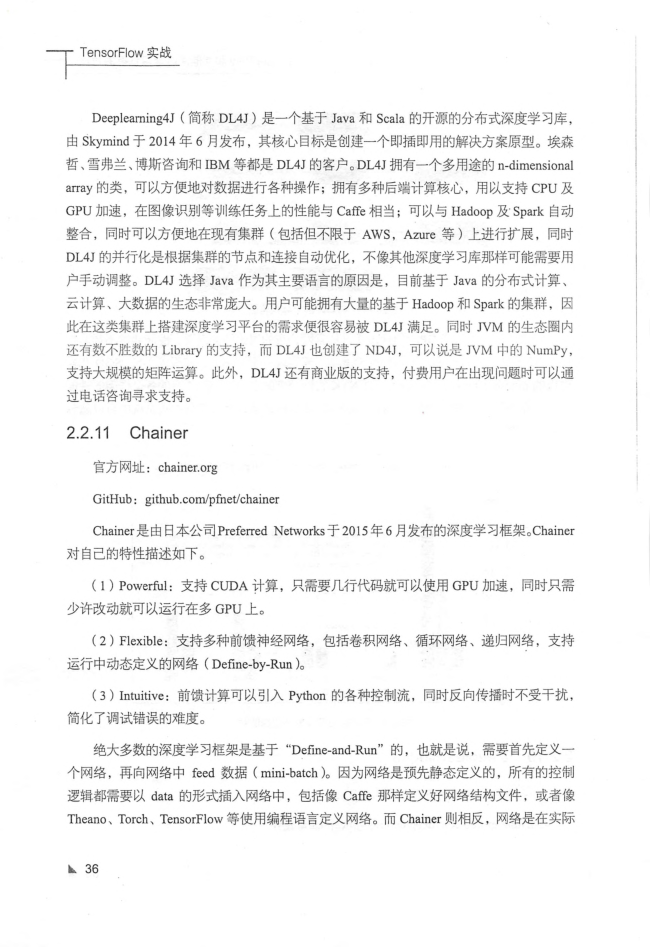 TensorFlow 实战
Deeplearning4J（简称 DL4J）是一个基于 Java 和 Scala 的开源的分布式深度学习库，
由 Skymind 于 2014 年 6 月发布，其核心目标是创建一个即插即用的解决方案原型。埃森
哲、雪弗兰、博斯咨询和 IBM 等都是 DL4J 的客户。DL4J 拥有一个多用途的 n-dimensional
array 的类，可以方便地对数据进行各种操作；拥有多种后端计算核心，用以支持 CPU 及
GPU 加速，在图像识别等训练任务上的性能与 Caffe 相当；可以与 Hadoop 及 Spark 自动
整合，同时可以方便地在现有集群（包括但不限于 AWS，Azure 等）上进行扩展，同时
DL4J 的并行化是根据集群的节点和连接自动优化，不像其他深度学习库那样可能需要用
户手动调整。DL4J 选择 Java 作为其主要语言的原因是，目前基于 Java 的分布式计算、
云计算、大数据的生态非常庞大。用户可能拥有大量的基于 Hadoop 和 Spark 的集群，因
此在这类集群上搭建深度学习平台的需求便很容易被 DL4J 满足。同时 JVM 的生态圈内
还有数不胜数的 Library 的支持，而 DL4J 也创建了 ND4J，可以说是 JVM 中的 NumPy，
支持大规模的矩阵运算。此外，DL4J 还有商业版的支持，付费用户在出现问题时可以通
过电话咨询寻求支持。
2.2.11 Chainer
官方网址：chainer.org
GitHub：github.com/pfnet/chainer
Chainer 是由日本公司 Preferred Networks 于 2015 年 6 月发布的深度学习框架。Chainer
对自己的特性描述如下。
（1）Powerful：支持 CUDA 计算，只需要几行代码就可以使用 GPU 加速，同时只需
少许改动就可以运行在多 GPU 上。
（2）Flexible：支持多种前馈神经网络，包括卷积网络、循环网络、递归网络，支持
运行中动态定义的网络（Define-by-Run）。
（3）Intuitive：前馈计算可以引入 Python 的各种控制流，同时反向传播时不受干扰，
简化了调试错误的难度。
绝大多数的深度学习框架是基于“Define-and-Run”的，也就是说，需要首先定义一
个网络，再向网络中 feed 数据（mini-batch）。因为网络是预先静态定义的，所有的控制
逻辑都需要以 data 的形式插入网络中，包括像 Caffe 那样定义好网络结构文件，或者像
Theano、Torch、TensorFlow 等使用编程语言定义网络。而 Chainer 则相反，网络是在实际
36